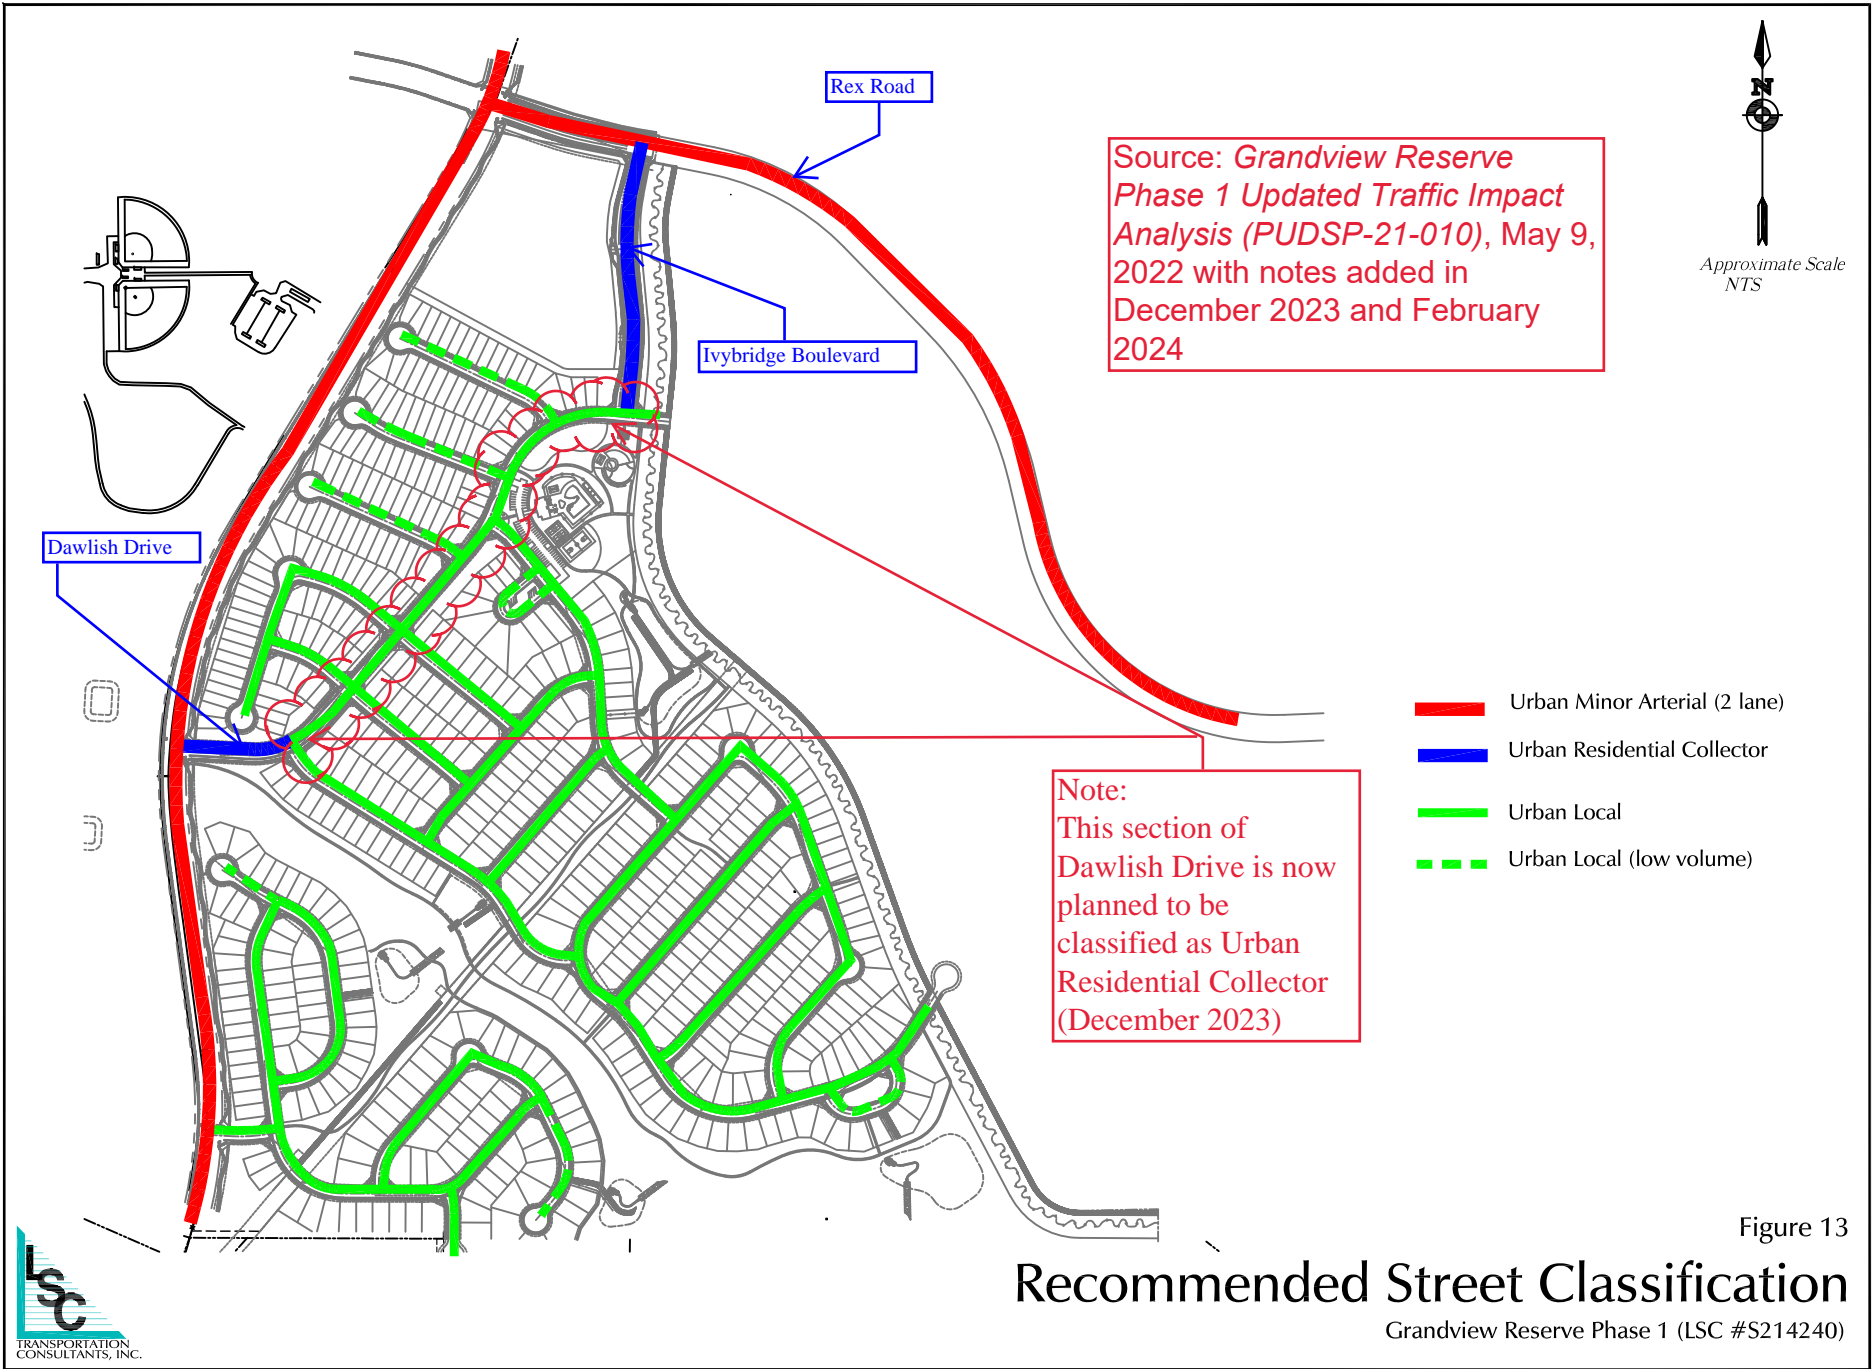 Rex Road
N
Source: Grandview Reserve
Phase 1 Updated Traffic Impact
Analysis (PUDSP-21-010), May 9,
2022 with notes added in
December 2023 and February
2024
Approximate Scale
NTS
Ivybridge Boulevard
Dawlish Drive
Urban Minor Arterial (2 lane)
Urban Residential Collector
Urban Local
Urban Local (low volume)
Note:
This section of
Dawlish Drive is now
planned to be
classified as Urban
Residential Collector
(December 2023)
Figure 13
Recommended Street Classification
Grandview Reserve Phase 1 (LSC #S214240)
LSC
TRANSPORTATION
CONSULTANTS, INC.